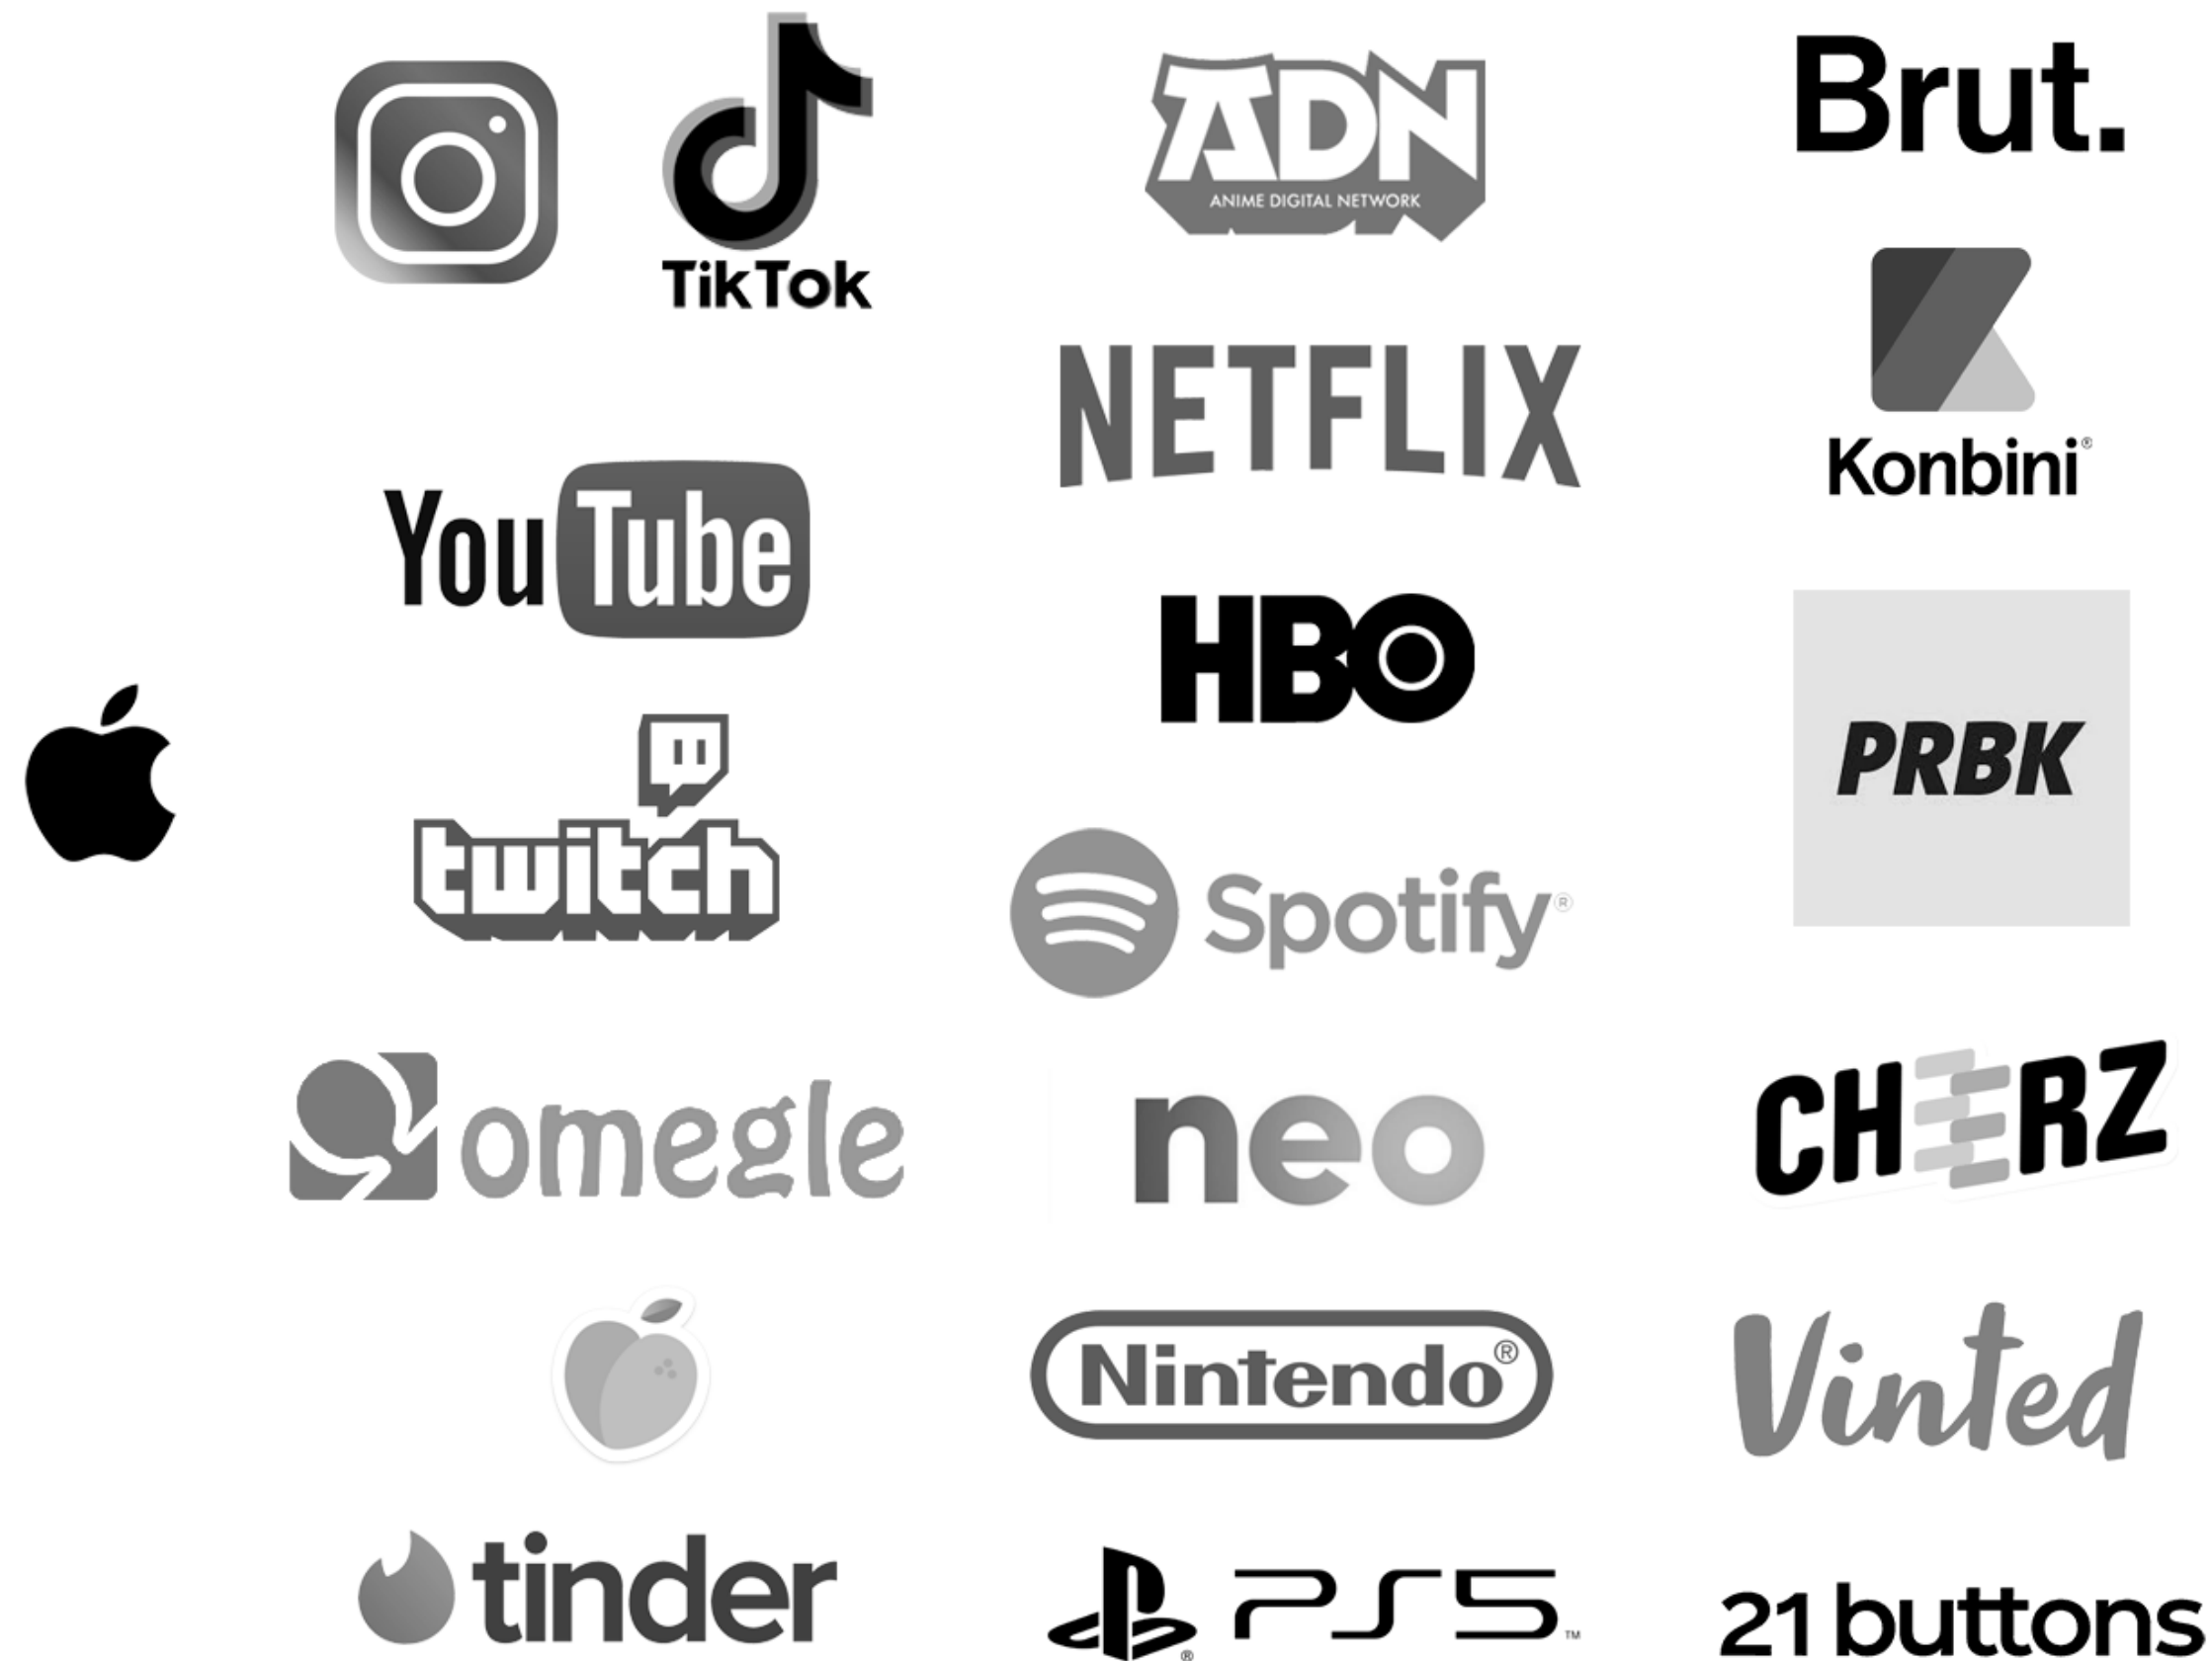 TikTok
YouTube
twitch
omegle
tinder
ADN
ANIME DIGITAL NETWORK
NETFLIX
HBO
Spotify®
neo
Nintendo®
® PS5™
Brut.
Konbini®
PRBK
CHEERZ
Vinted
21 buttons